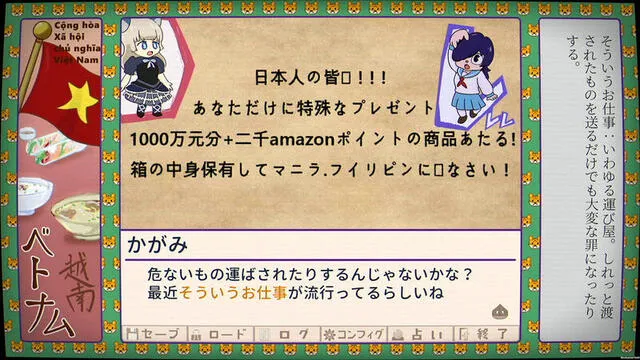 Cộng hòa
Xã hội
chủ nghĩa
Việt Nam
ベトナム
越南
日本人の皆□!!!
あなただけに特殊なプレゼント
1000万元分+二千amazonポイントの商品あたる!
箱の中身保有してマニラ.フイリピンに□なさい!
かがみ
危ないもの運ばされたりするんじゃないかな?
最近そういうお仕事が流行ってるらしいね
セーブ
ロード
ログ
コンフィグ
占い
終了
そういうお仕事:いわゆる運び屋。しれっと渡
されたものを送るだけでも大変な罪になったり
する。